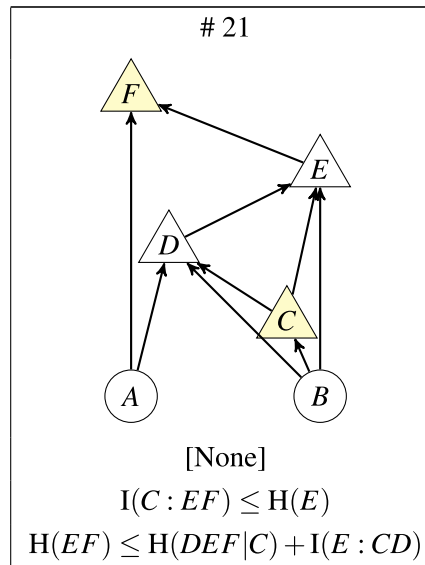 # 21
F
E
D
C
A
B
[None]
I(C : EF) ≤ H(E)
H(EF) ≤ H(DEF|C) + I(E : CD)